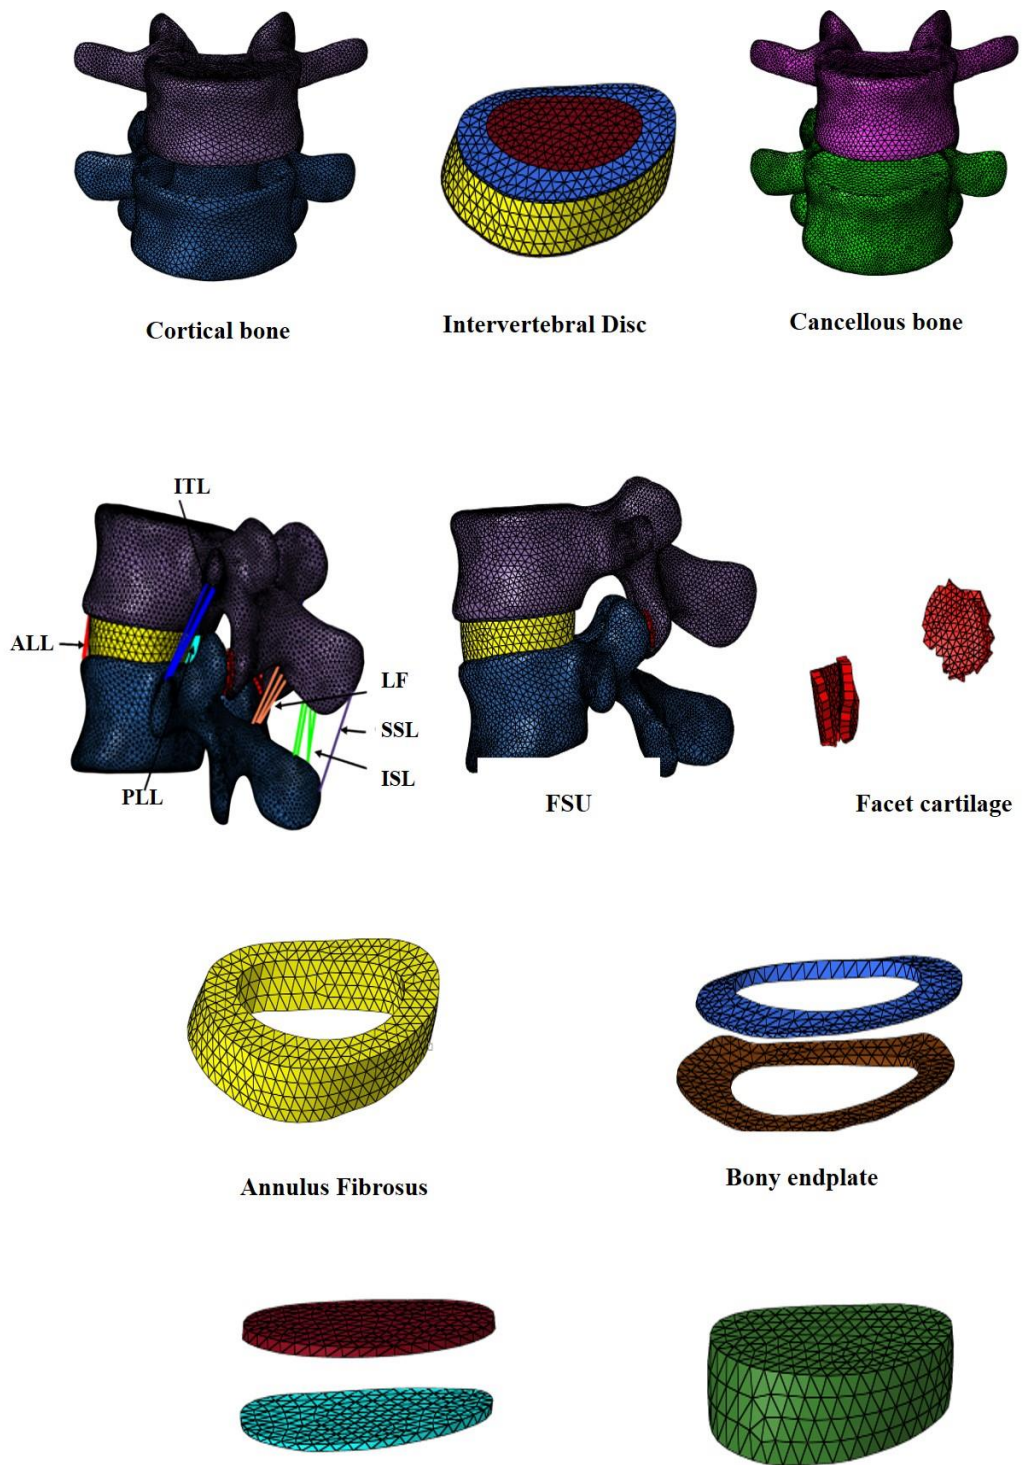 Cortical bone
Intervertebral Disc
Cancellous bone
ITL
ALL
LF
SSL
ISL
PLL
FSU
Facet cartilage
Annulus Fibrosus
Bony endplate